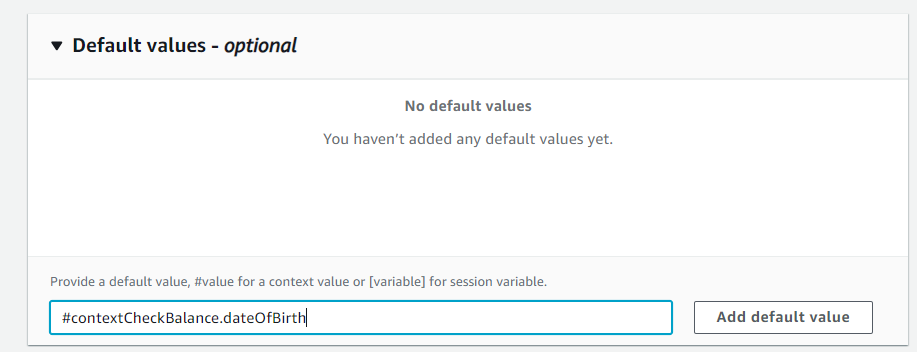 ▼ Default values - optional
No default values
You haven't added any default values yet.
Provide a default value, #value for a context value or [variable] for session variable.
#contextCheckBalance.dateOfBirth
Add default value